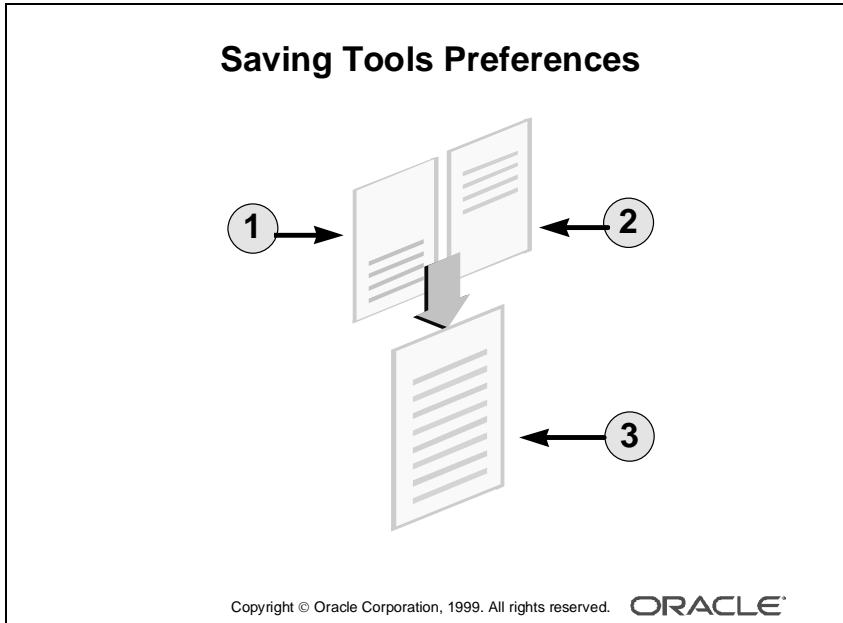 Saving Tools Preferences
1
2
3
Copyright © Oracle Corporation, 1999. All rights reserved. ORACLE®